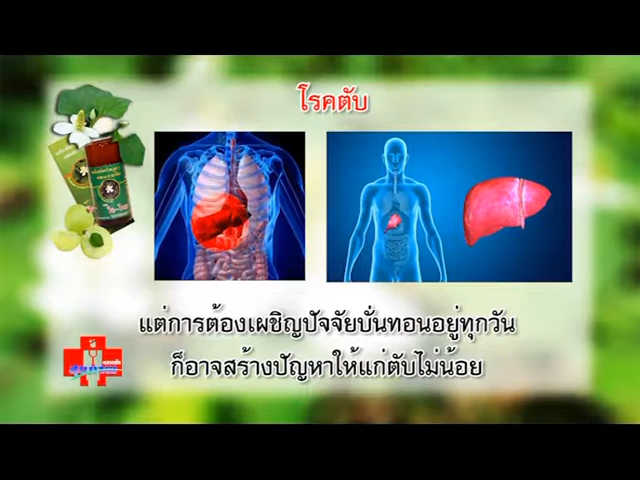 โรคตับ
แต่การต้องเผชิญปัจจัยบั่นทอนอยู่ทุกวัน
ก็อาจสร้างปัญหาให้แก่ตับไม่น้อย